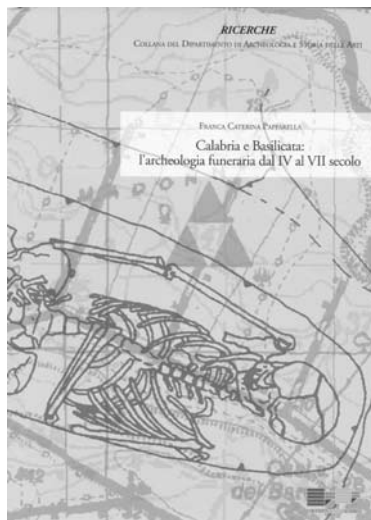 RICERCHE
COLLANA DEL DIPARTIMENTO DI ARCHEOLOGIA E STORIA DELLE ARTI
FRANCA CATERINA PAPPARELLA
Calabria e Basilicata:
l'archeologia funeraria dal IV al VII secolo